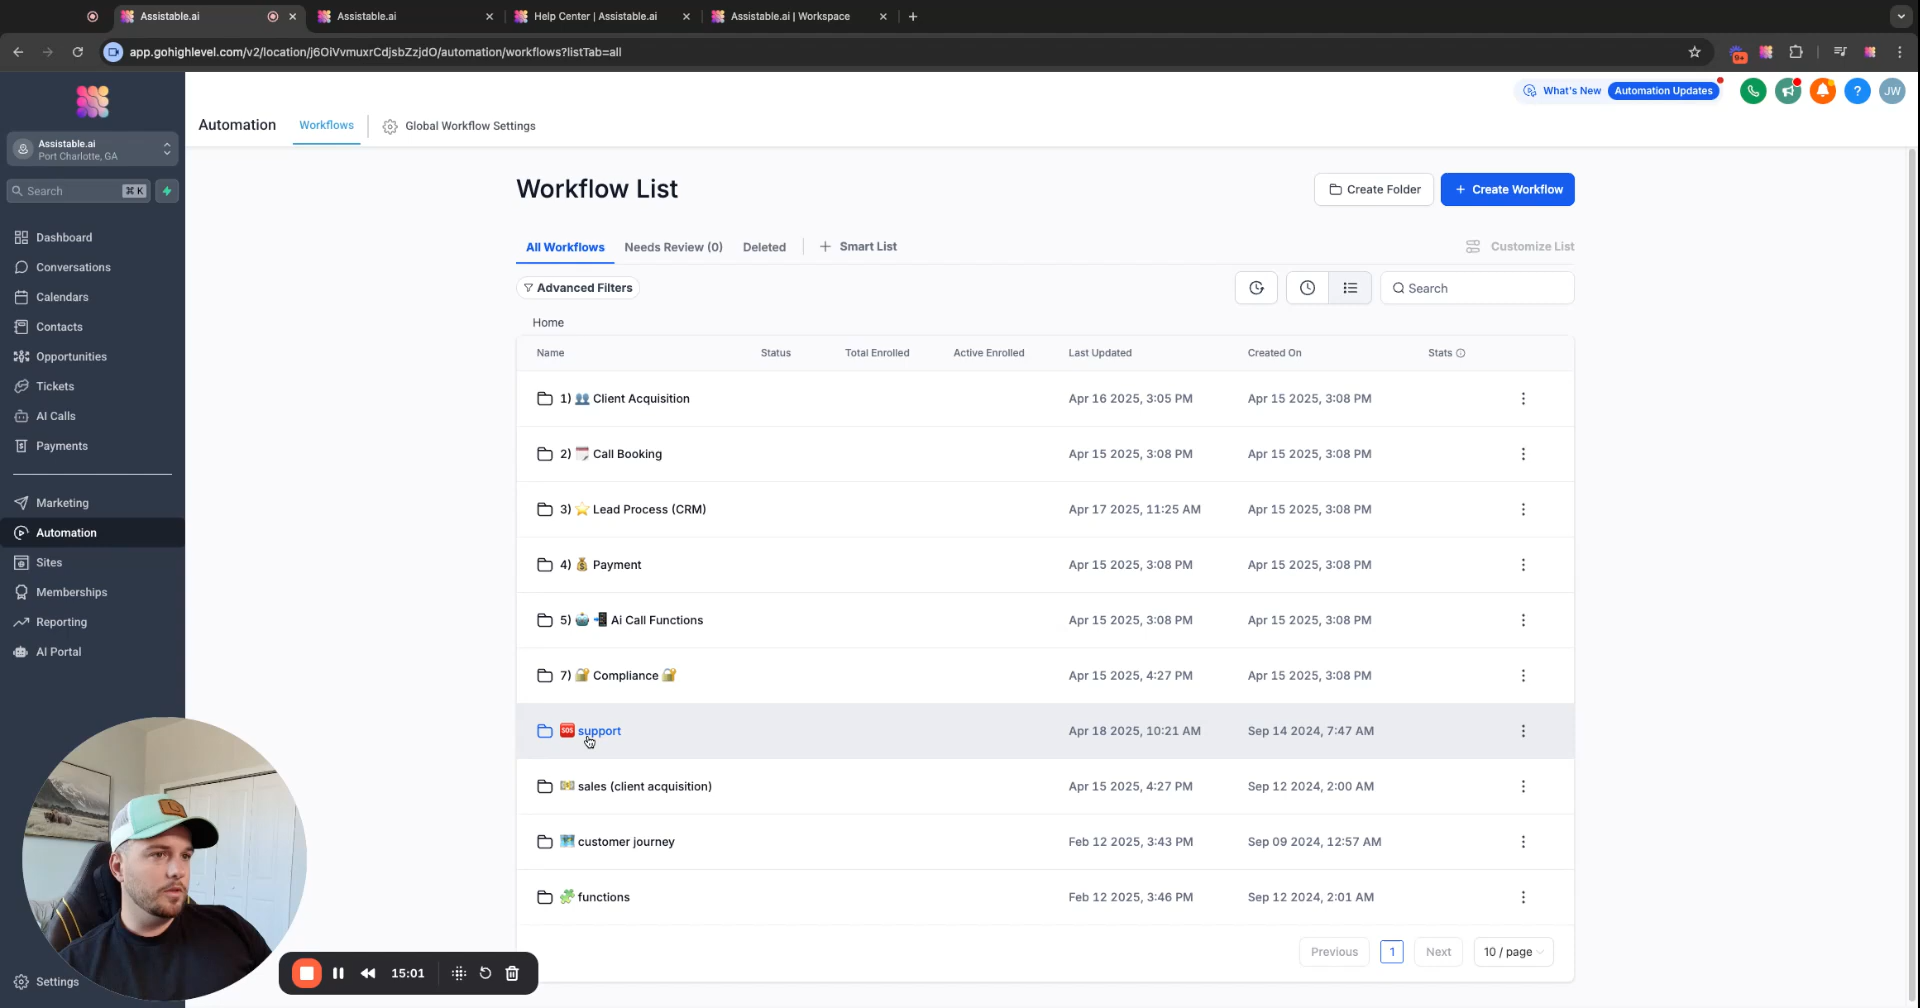 Assistable.ai
Assistable.ai
Help Center | Assistable.ai
Assistable.ai | Workspace
app.gohighlevel.com/v2/location/j6OiVvmuxrCdjsbZzjdO/automation/workflows?listTab=all
9+
Assistable.ai
Port Charlotte, GA
Search
⌘ K
Dashboard
Conversations
Calendars
Contacts
Opportunities
Tickets
AI Calls
Payments
Marketing
Automation
Sites
Memberships
Reporting
AI Portal
Settings
What's New
Automation Updates
?
JW
Automation
Workflows
Global Workflow Settings
Workflow List
Create Folder
+ Create Workflow
All Workflows
Needs Review (0)
Deleted
+ Smart List
Customize List
Advanced Filters
Search
Home
Name Status Total Enrolled Active Enrolled Last Updated Created On Stats
1) 👥 Client Acquisition Apr 16 2025, 3:05 PM Apr 15 2025, 3:08 PM
2) 🗓️ Call Booking Apr 15 2025, 3:08 PM Apr 15 2025, 3:08 PM
3) ⭐ Lead Process (CRM) Apr 17 2025, 11:25 AM Apr 15 2025, 3:08 PM
4) 💰 Payment Apr 15 2025, 3:08 PM Apr 15 2025, 3:08 PM
5) 🤖 📲 Ai Call Functions Apr 15 2025, 3:08 PM Apr 15 2025, 3:08 PM
7) 🔐 Compliance 🔐 Apr 15 2025, 4:27 PM Apr 15 2025, 3:08 PM
🆘 support Apr 18 2025, 10:21 AM Sep 14 2024, 7:47 AM
💵 sales (client acquisition) Apr 15 2025, 4:27 PM Sep 12 2024, 2:00 AM
🗺️ customer journey Feb 12 2025, 3:43 PM Sep 09 2024, 12:57 AM
🧩 functions Feb 12 2025, 3:46 PM Sep 12 2024, 2:01 AM
Previous 1 Next 10 / page
15:01